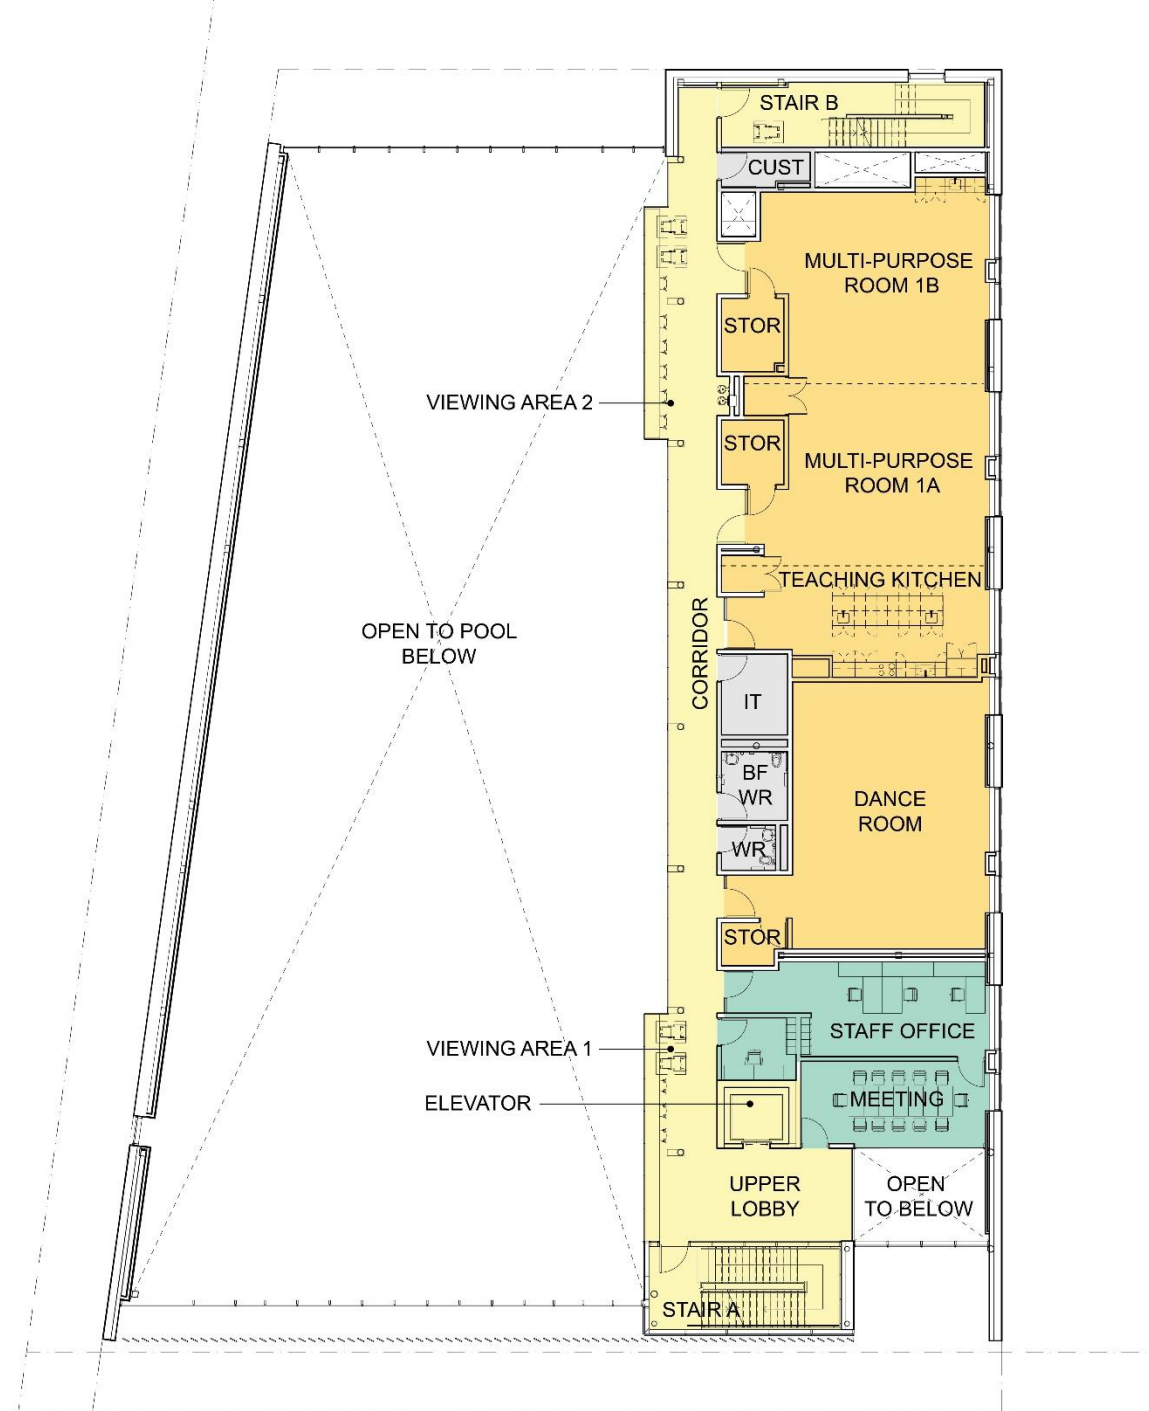 STAIR B
CUST
MULTI-PURPOSE
ROOM 1B
STOR
VIEWING AREA 2
STOR
MULTI-PURPOSE
ROOM 1A
TEACHING KITCHEN
OPEN TO POOL
BELOW
CORRIDOR
IT
BF
WR
DANCE
ROOM
WR
STOR
STAFF OFFICE
VIEWING AREA 1
ELEVATOR
MEETING
UPPER
LOBBY
OPEN
TO BELOW
STAIR A